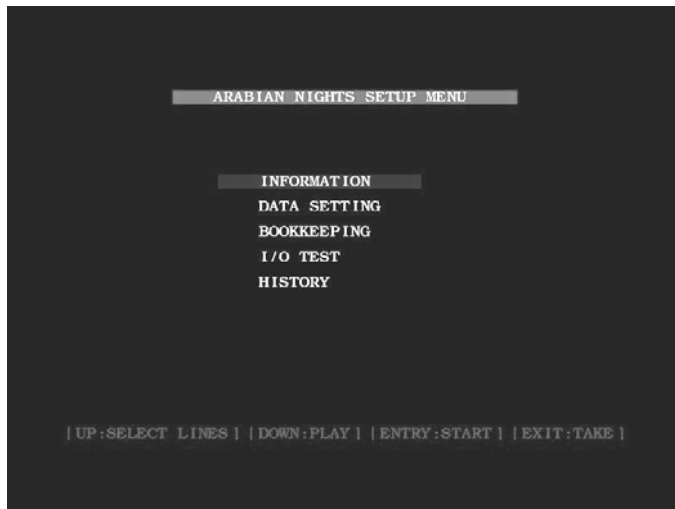 ARABIAN NIGHTS SETUP MENU
INFORMATION
DATA SETTING
BOOKKEEPING
I/O TEST
HISTORY
[UP:SELECT LINES] [DOWN:PLAY] [ENTRY:START] [EXIT:TAKE]